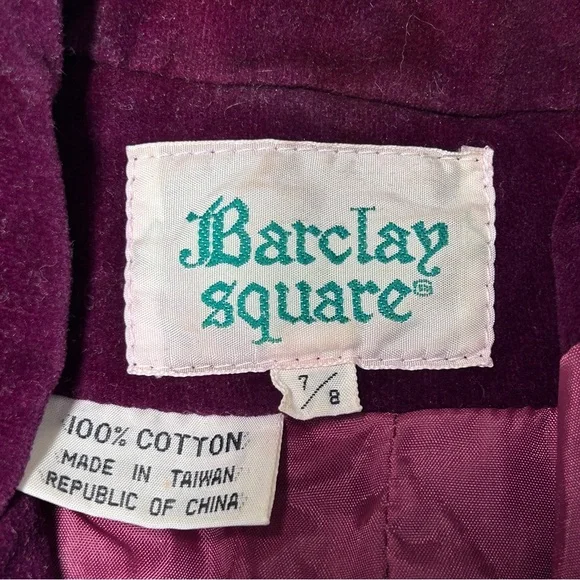 Barclay
square®
7/8
100% COTTON
MADE IN TAIWAN
REPUBLIC OF CHINA